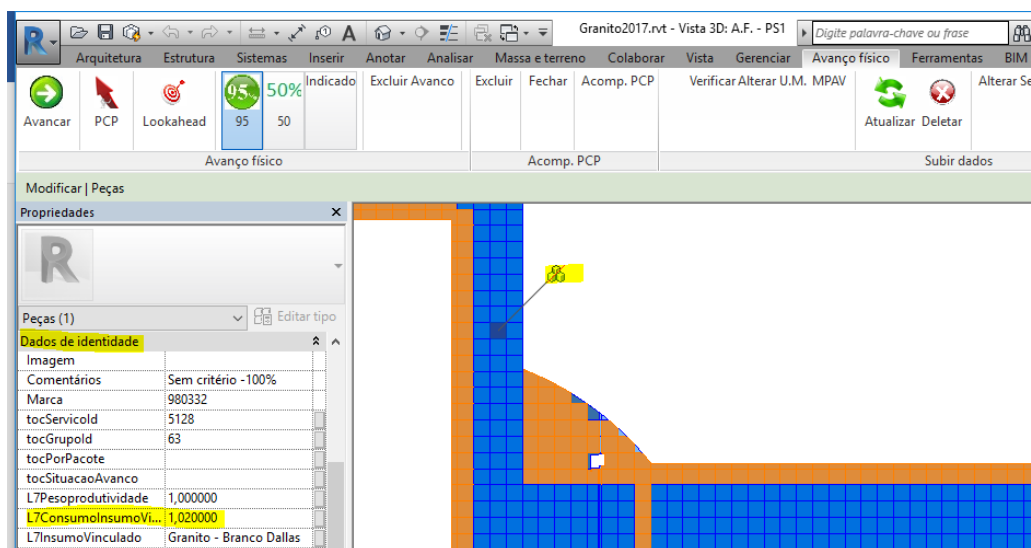 Granito2017.rvt - Vista 3D: A.F. - PS1 Digite palavra-chave ou frase
Arquitetura Estrutura Sistemas Inserir Anotar Analisar Massa e terreno Colaborar Vista Gerenciar Avanço físico Ferramentas BIM
95% 50% Indicado Excluir Avanco Excluir Fechar Acomp. PCP Verificar Alterar U.M. MPAV Alterar Se
Avancar PCP Lookahead 95 50 Atualizar Deletar
Avanço físico Acomp. PCP Subir dados
Modificar | Peças
Propriedades
R
Peças (1) Editar tipo
Dados de identidade
Imagem
Comentários Sem critério -100%
Marca 980332
tocServicoId 5128
tocGrupoId 63
tocPorPacote
tocSituacaoAvanco
L7Pesoprodutividade 1,000000
L7ConsumoInsumoVi... 1,020000
L7InsumoVinculado Granito - Branco Dallas